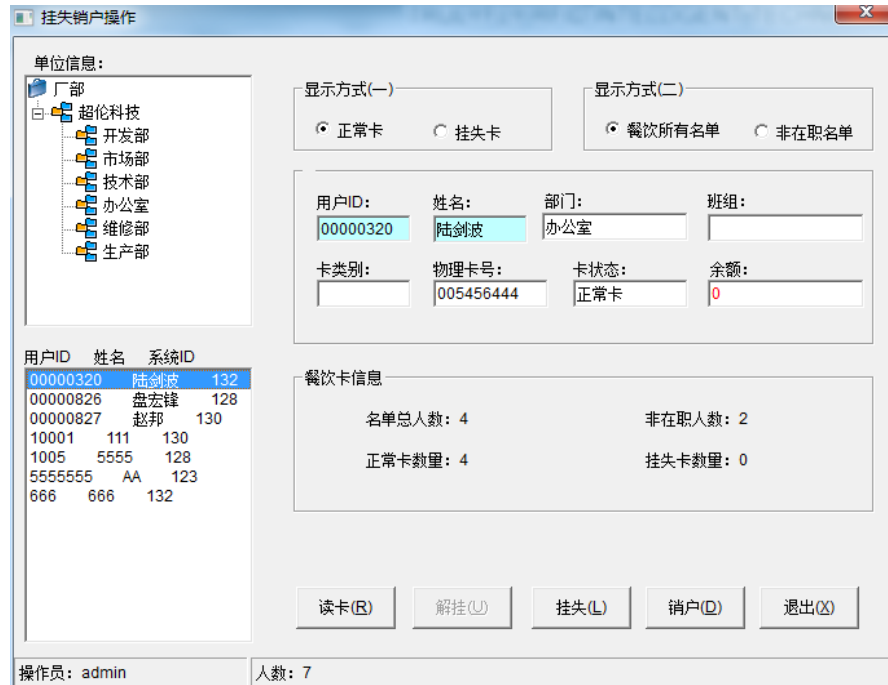 挂失销户操作
单位信息:
厂部
超伦科技
开发部
市场部
技术部
办公室
维修部
生产部
显示方式(一)
正常卡 挂失卡
显示方式(二)
餐饮所有名单 非在职名单
用户ID: 姓名: 部门: 班组:
00000320 陆剑波 办公室
卡类别: 物理卡号: 卡状态: 余额:
005456444 正常卡 0
用户ID 姓名 系统ID
00000320 陆剑波 132
00000826 盘宏锋 128
00000827 赵邦 130
10001 111 130
1005 5555 128
5555555 AA 123
666 666 132
餐饮卡信息
名单总人数: 4 非在职人数: 2
正常卡数量: 4 挂失卡数量: 0
读卡(R) 解挂(U) 挂失(L) 销户(D) 退出(X)
操作员: admin 人数: 7